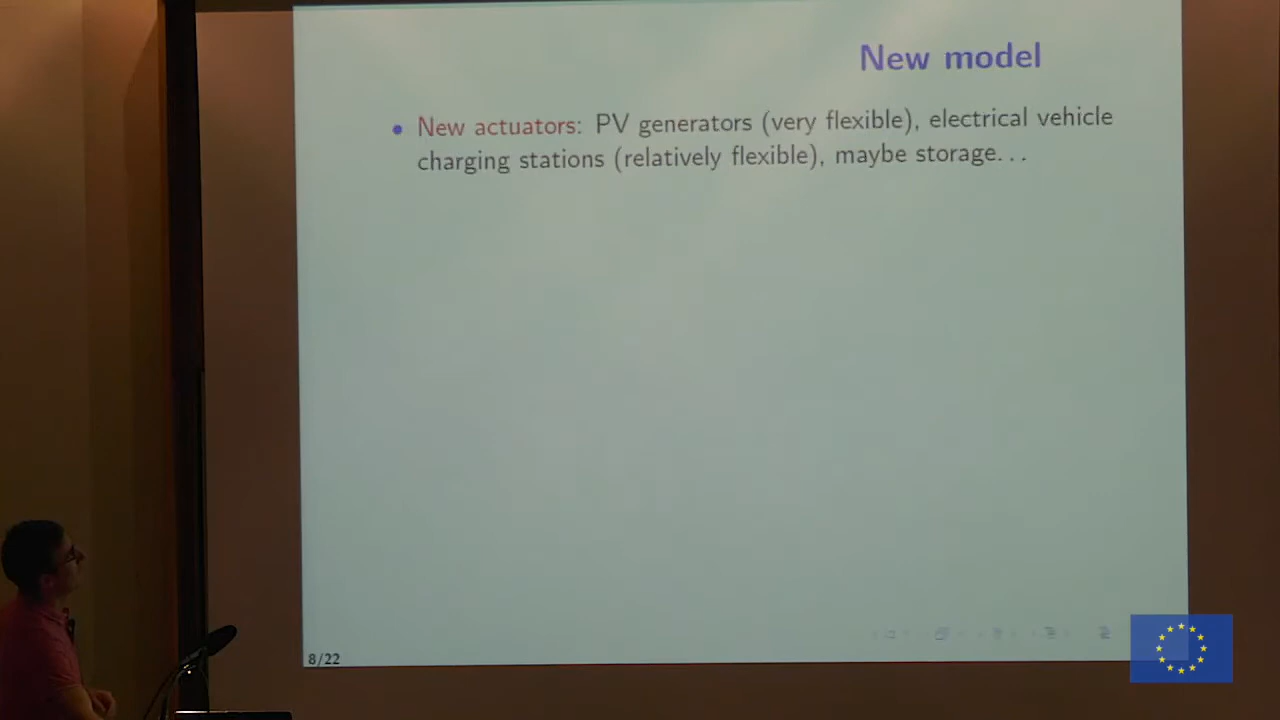 New model
• New actuators: PV generators (very flexible), electrical vehicle
charging stations (relatively flexible), maybe storage...
8/22